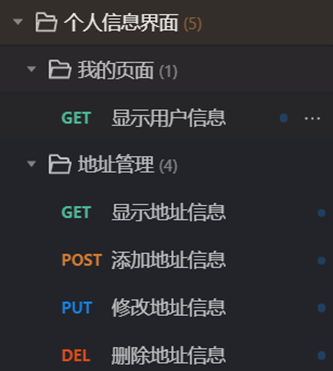 个人信息界面 (5)
我的页面 (1)
GET 显示用户信息
地址管理 (4)
GET 显示地址信息
POST 添加地址信息
PUT 修改地址信息
DEL 删除地址信息